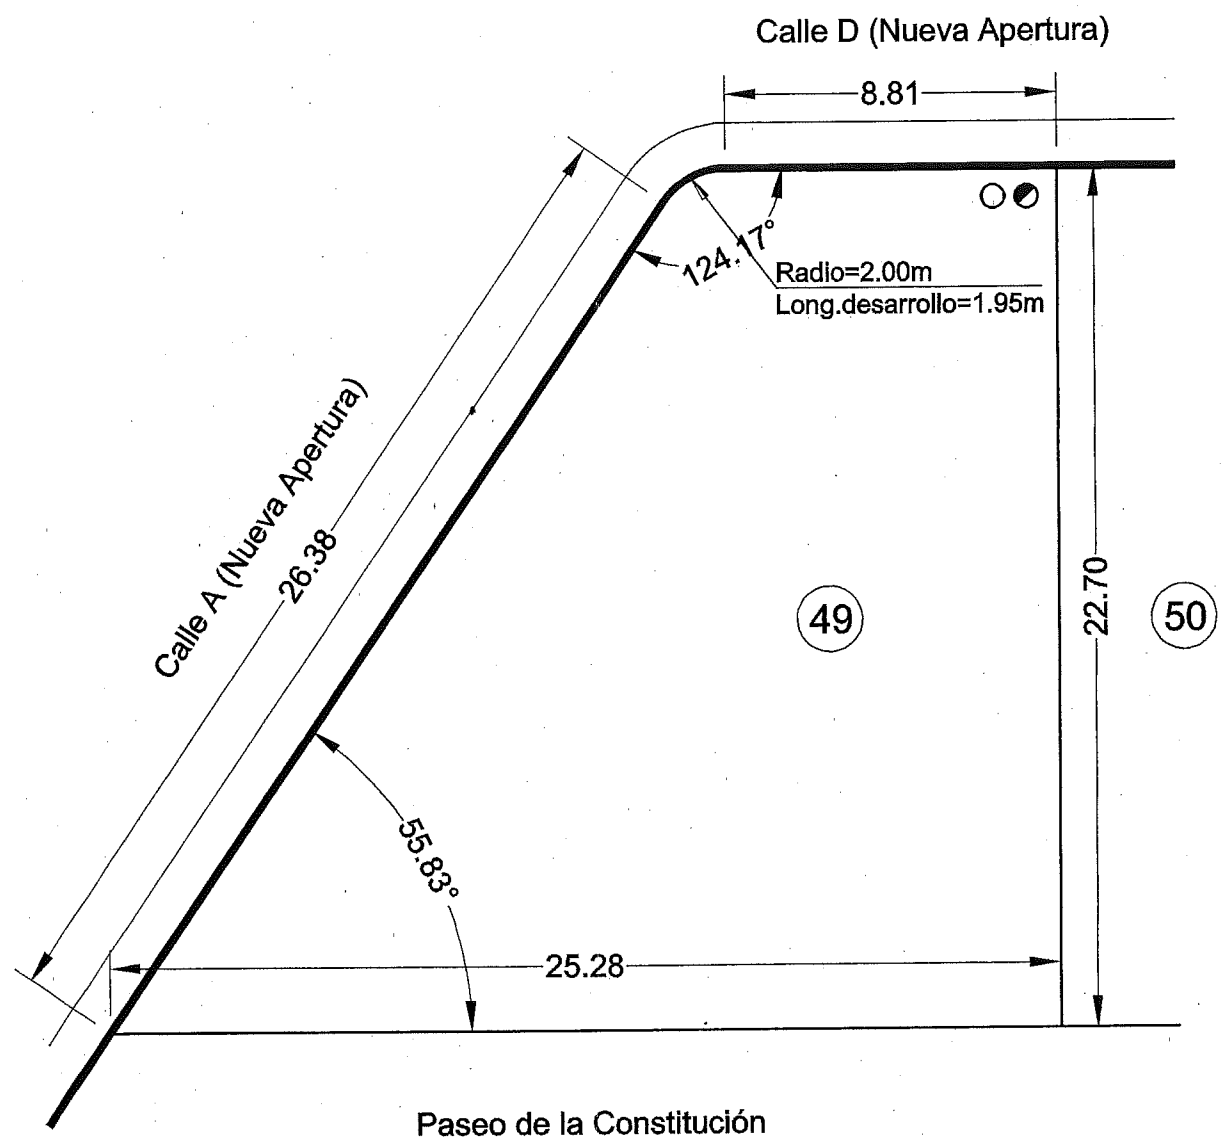 Calle D (Nueva Apertura)
8.81
124.17°
Radio=2.00m
Long.desarrollo=1.95m
Calle A (Nueva Apertura)
26.38
49
22.70
50
55.83°
25.28
Paseo de la Constitución